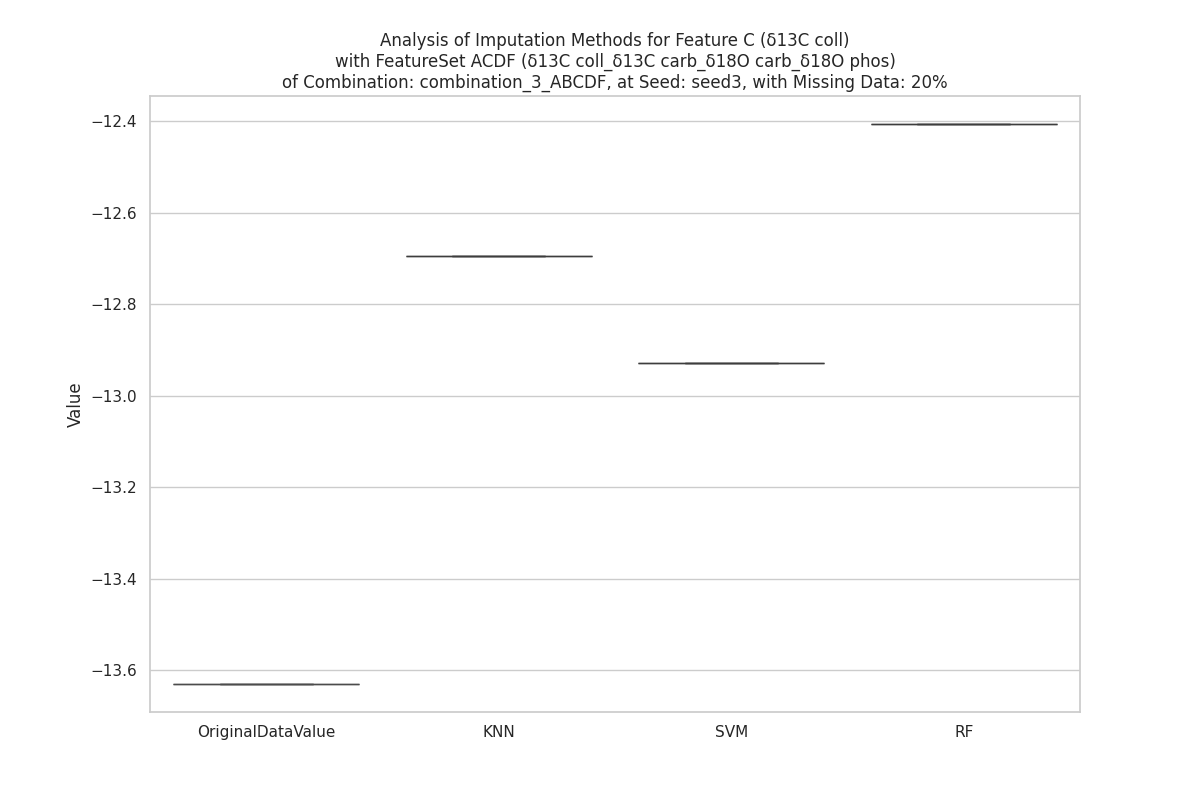 Analysis of Imputation Methods for Feature C (δ13C coll)
with FeatureSet ACDF (δ13C coll_δ13C carb_δ18O carb_δ18O phos)
of Combination: combination_3_ABCDF, at Seed: seed3, with Missing Data: 20%
−12.4
−12.6
−12.8
−13.0
−13.2
−13.4
−13.6
Value
OriginalDataValue
KNN
SVM
RF